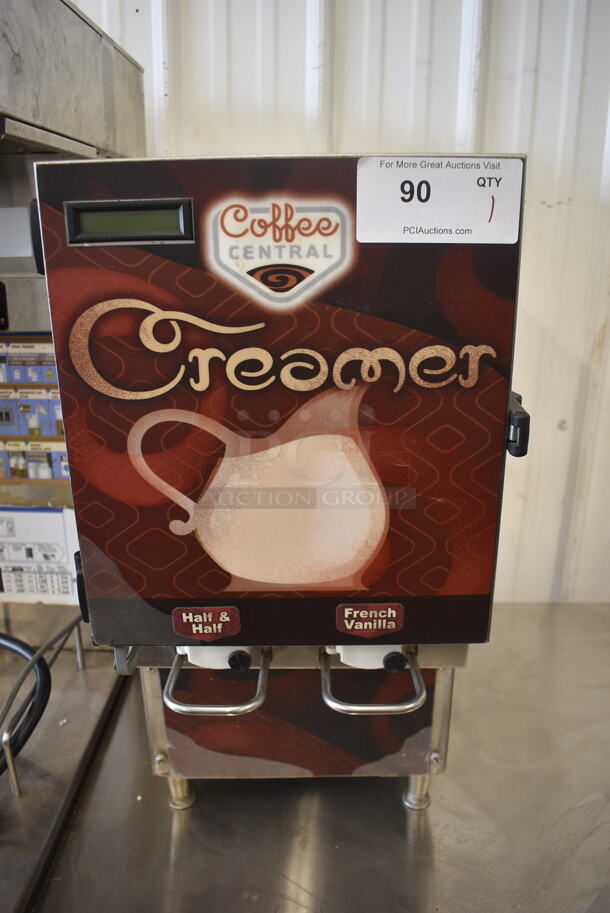 For More Great Auctions Visit
90
QTY
1
PCIAuctions.com
Coffee
CENTRAL
Creamer
PCI
AUCTION GROUP
Half &
Half
French
Vanilla